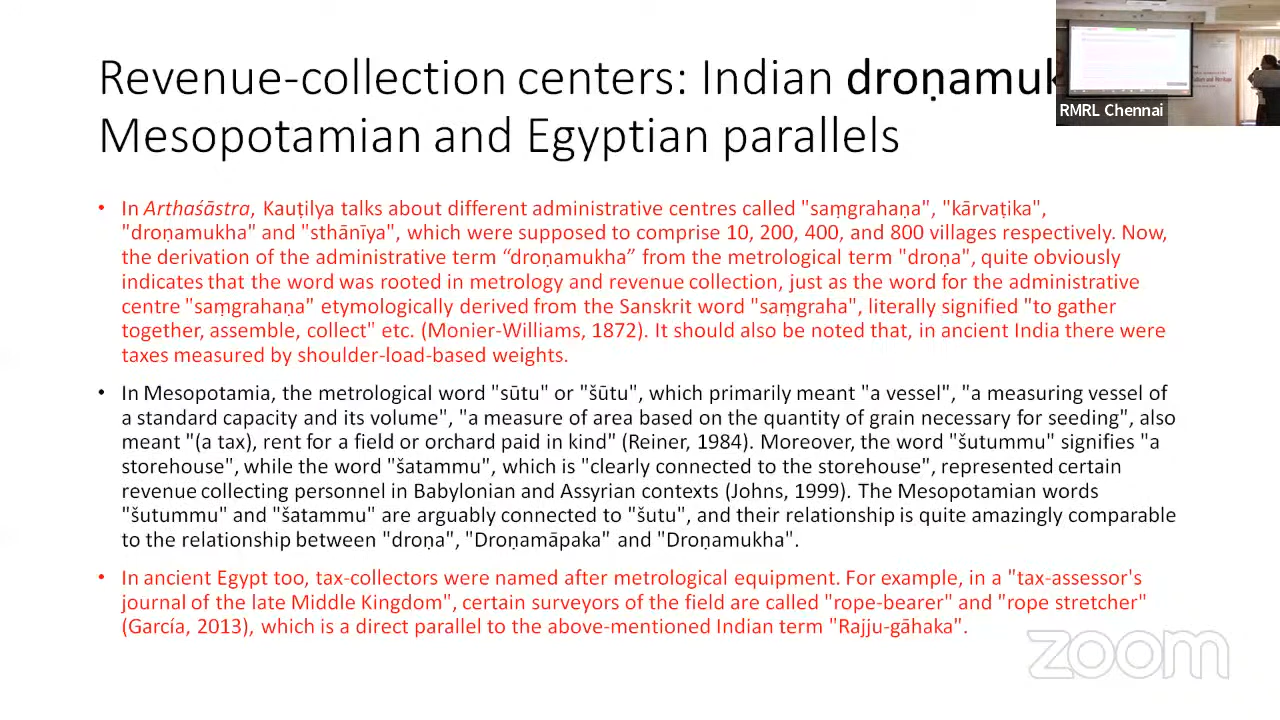 Revenue-collection centers: Indian
Mesopotamian and Egyptian parallels
RMRL Chennai
• In Arthaśāstra, Kauṭilya talks about different administrative centres called "saṃgrahaṇa", "kārvaṭika",
"droṇamukha" and "sthānīya", which were supposed to comprise 10, 200, 400, and 800 villages respectively. Now,
the derivation of the administrative term “droṇamukha” from the metrological term "droṇa", quite obviously
indicates that the word was rooted in metrology and revenue collection, just as the word for the administrative
centre "saṃgrahaṇa" etymologically derived from the Sanskrit word "saṃgraha", literally signified "to gather
together, assemble, collect" etc. (Monier-Williams, 1872). It should also be noted that, in ancient India there were
taxes measured by shoulder-load-based weights.
• In Mesopotamia, the metrological word "sūtu" or "šūtu", which primarily meant "a vessel", "a measuring vessel of
a standard capacity and its volume", "a measure of area based on the quantity of grain necessary for seeding", also
meant "(a tax), rent for a field or orchard paid in kind" (Reiner, 1984). Moreover, the word "šutummu" signifies "a
storehouse", while the word "šatammu", which is "clearly connected to the storehouse", represented certain
revenue collecting personnel in Babylonian and Assyrian contexts (Johns, 1999). The Mesopotamian words
"šutummu" and "šatammu" are arguably connected to "šutu", and their relationship is quite amazingly comparable
to the relationship between "droṇa", "Droṇamāpaka" and "Droṇamukha".
• In ancient Egypt too, tax-collectors were named after metrological equipment. For example, in a "tax-assessor's
journal of the late Middle Kingdom", certain surveyors of the field are called "rope-bearer" and "rope stretcher"
(García, 2013), which is a direct parallel to the above-mentioned Indian term "Rajju-gāhaka".
zoom